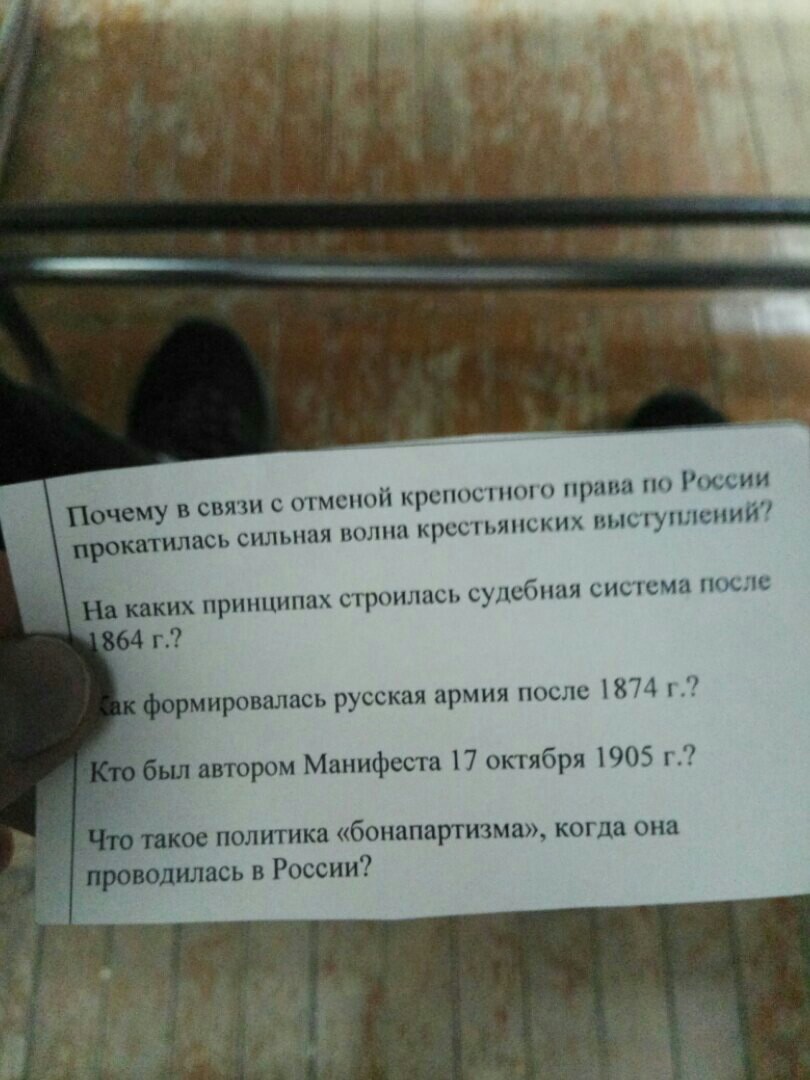 Почему в связи с отменой крепостного права по России
прокатилась сильная волна крестьянских выступлений?
На каких принципах строилась судебная система после
1864 г.?
Как формировалась русская армия после 1874 г.?
Кто был автором Манифеста 17 октября 1905 г.?
Что такое политика «бонапартизма», когда она
проводилась в России?